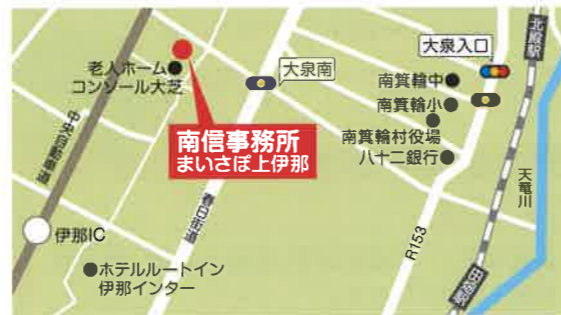 北殿駅
大泉入口
老人ホーム
コンソール大芝
大泉南
南箕輪中
南箕輪小
南箕輪村役場
八十二銀行
南信事務所
まいさぽ上伊那
中央自動車道
春日街道
天竜川
伊那IC
R153
ホテルルートイン
伊那インター
田畑駅